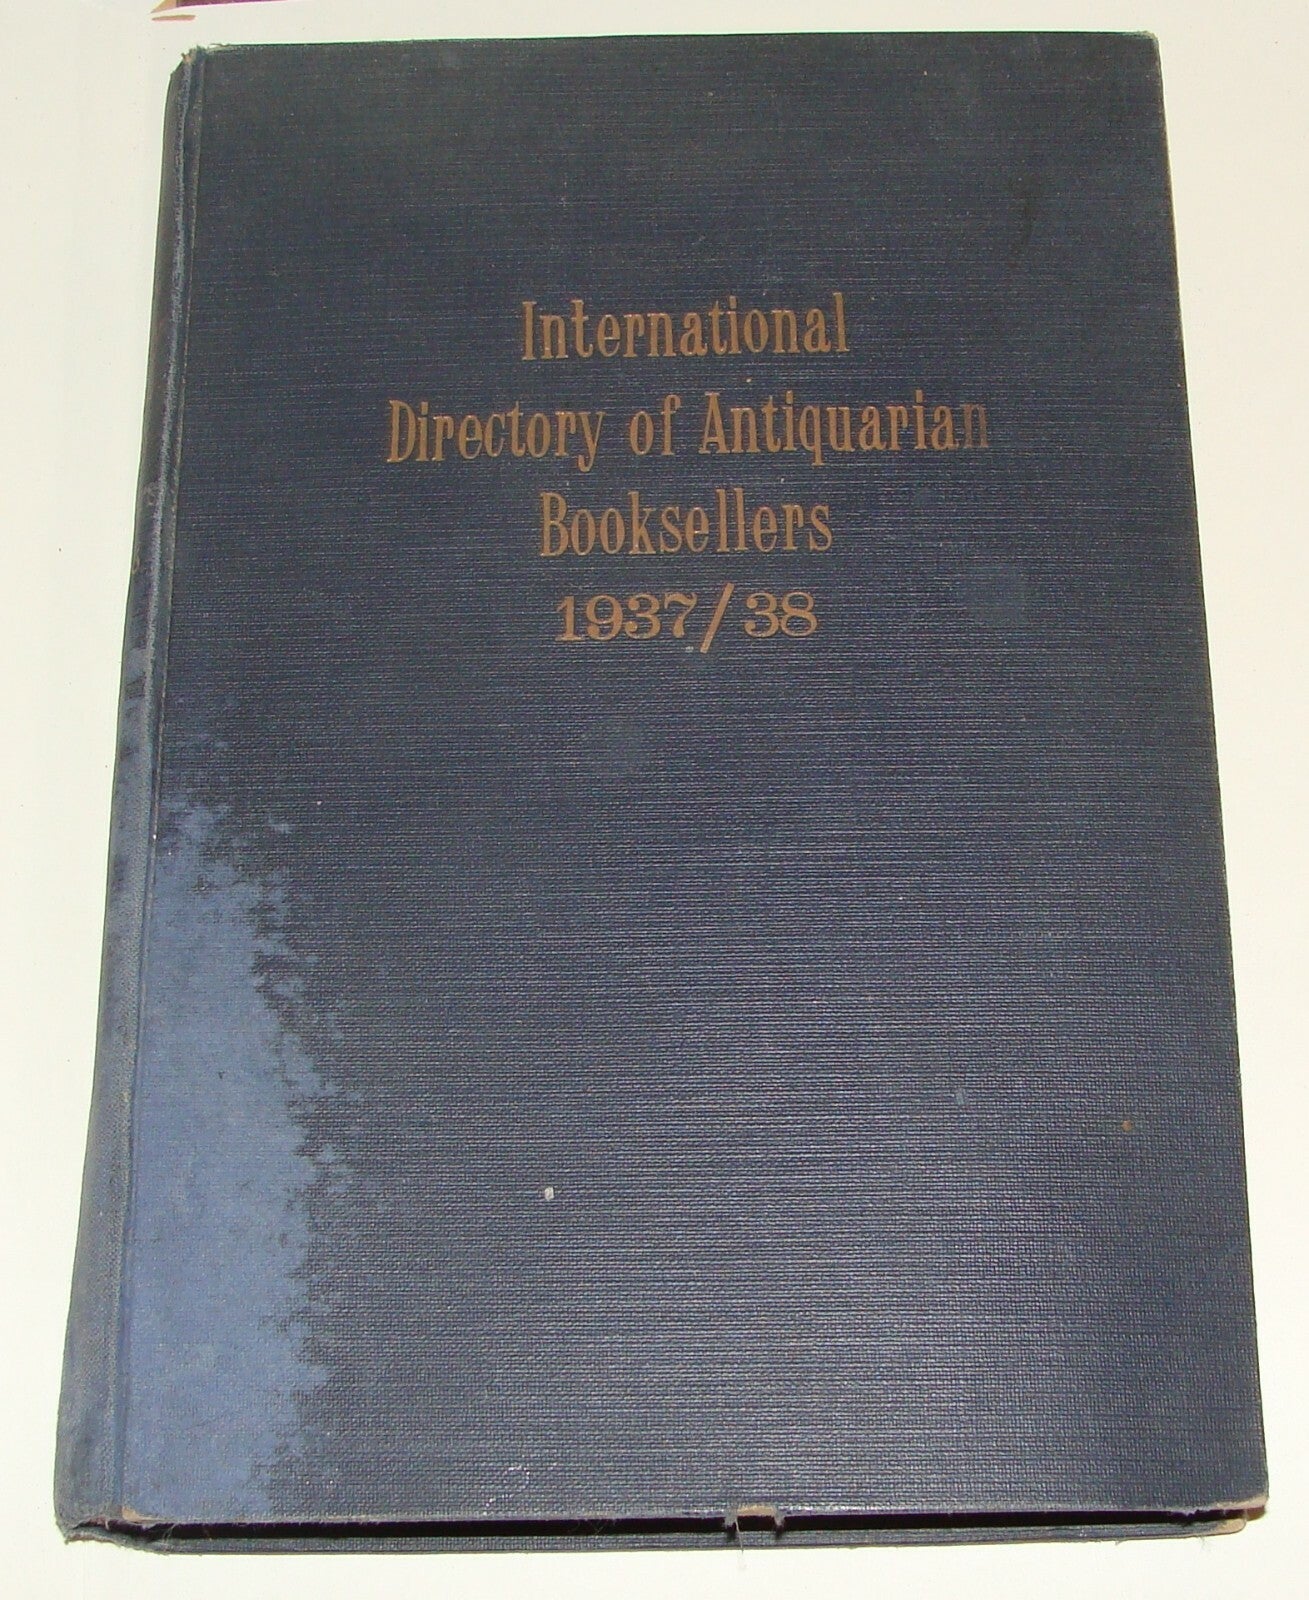 International
Directory of Antiquarian
Booksellers
1937/38